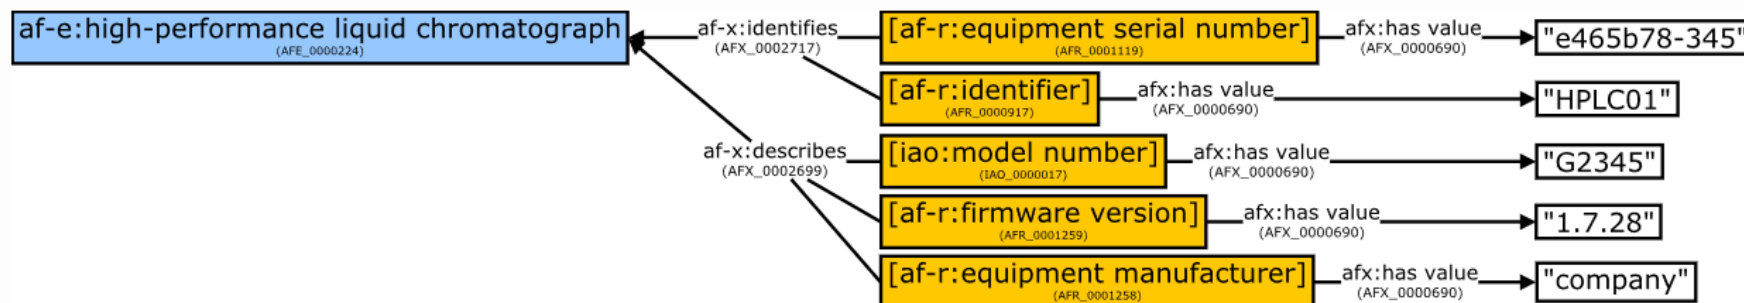 af-e:high-performance liquid chromatograph
(AFE_0000224)
af-x:identifies
(AFX_0002717)
[af-r:equipment serial number]
(AFR_0001119)
afx:has value
(AFX_0000690)
"e465b78-345"
[af-r:identifier]
(AFR_0000917)
afx:has value
(AFX_0000690)
"HPLC01"
af-x:describes
(AFX_0002699)
[iao:model number]
(IAO_0000017)
afx:has value
(AFX_0000690)
"G2345"
[af-r:firmware version]
(AFR_0001259)
afx:has value
(AFX_0000690)
"1.7.28"
[af-r:equipment manufacturer]
(AFR_0001258)
afx:has value
(AFX_0000690)
"company"